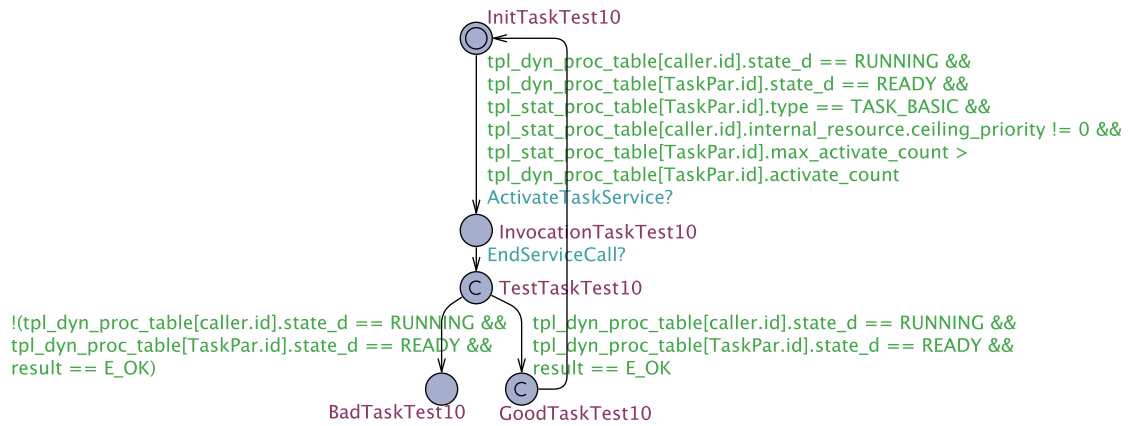 InitTaskTest10
tpl_dyn_proc_table[caller.id].state_d == RUNNING &&
tpl_dyn_proc_table[TaskPar.id].state_d == READY &&
tpl_stat_proc_table[TaskPar.id].type == TASK_BASIC &&
tpl_stat_proc_table[caller.id].internal_resource.ceiling_priority != 0 &&
tpl_stat_proc_table[TaskPar.id].max_activate_count >
tpl_dyn_proc_table[TaskPar.id].activate_count
ActivateTaskService?
InvocationTaskTest10
EndServiceCall?
C
TestTaskTest10
!(tpl_dyn_proc_table[caller.id].state_d == RUNNING &&
tpl_dyn_proc_table[TaskPar.id].state_d == READY &&
result == E_OK)
tpl_dyn_proc_table[caller.id].state_d == RUNNING &&
tpl_dyn_proc_table[TaskPar.id].state_d == READY &&
result == E_OK
C
BadTaskTest10
GoodTaskTest10